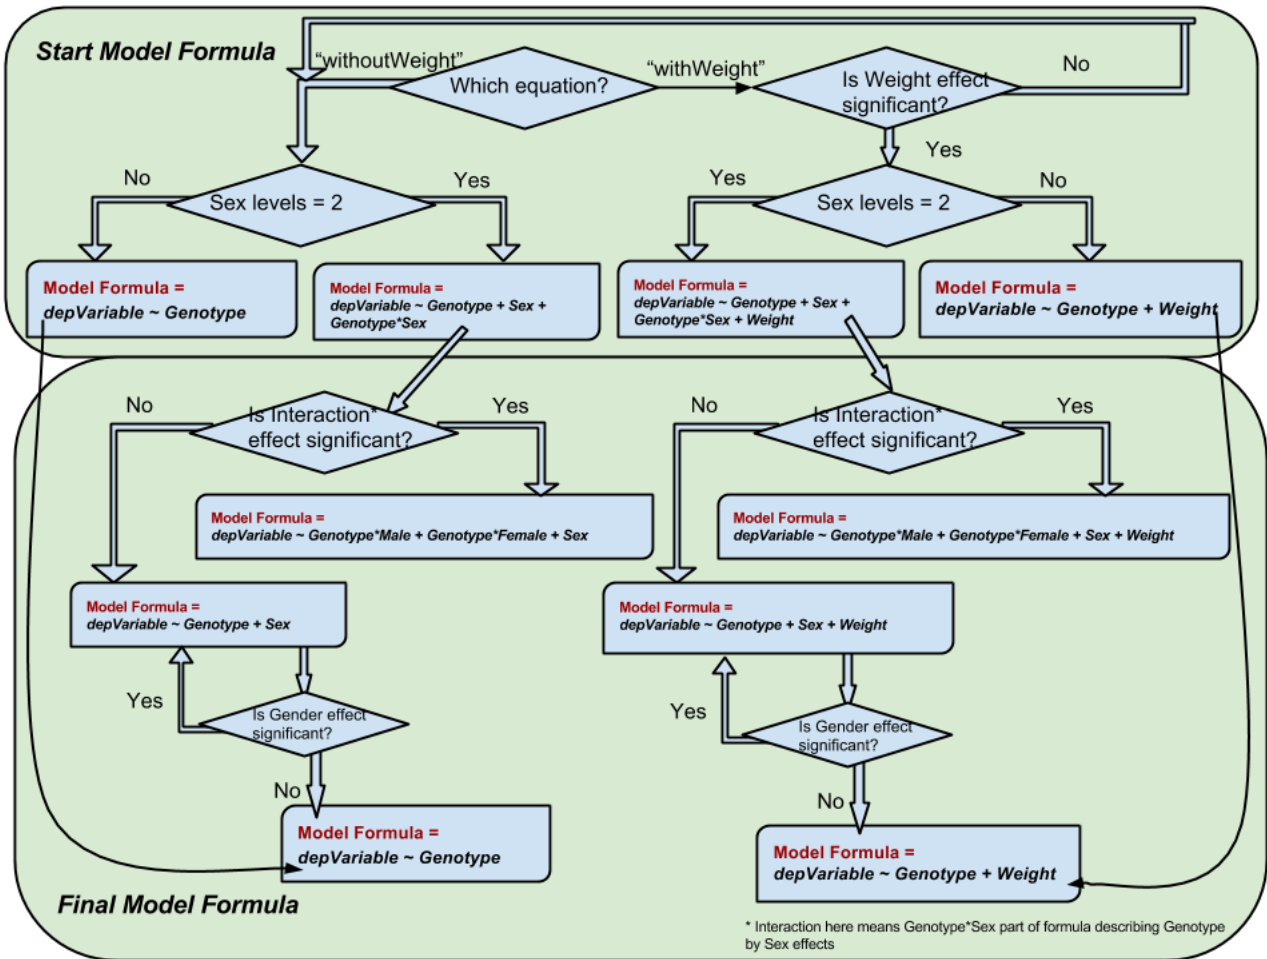 Start Model Formula
“withoutWeight”
Which equation?
“withWeight”
Is Weight effect
significant?
No
Yes
No
Sex levels = 2
Yes
Yes
Sex levels = 2
No
Model Formula =
depVariable ~ Genotype
Model Formula =
depVariable ~ Genotype + Sex +
Genotype*Sex
Model Formula =
depVariable ~ Genotype + Sex +
Genotype*Sex + Weight
Model Formula =
depVariable ~ Genotype + Weight
No
Is Interaction*
effect significant?
Yes
No
Is Interaction*
effect significant?
Yes
Model Formula =
depVariable ~ Genotype*Male + Genotype*Female + Sex
Model Formula =
depVariable ~ Genotype*Male + Genotype*Female + Sex + Weight
Model Formula =
depVariable ~ Genotype + Sex
Model Formula =
depVariable ~ Genotype + Sex + Weight
Yes
Is Gender effect
significant?
No
Yes
Is Gender effect
significant?
No
Model Formula =
depVariable ~ Genotype
Model Formula =
depVariable ~ Genotype + Weight
Final Model Formula
* Interaction here means Genotype*Sex part of formula describing Genotype
by Sex effects